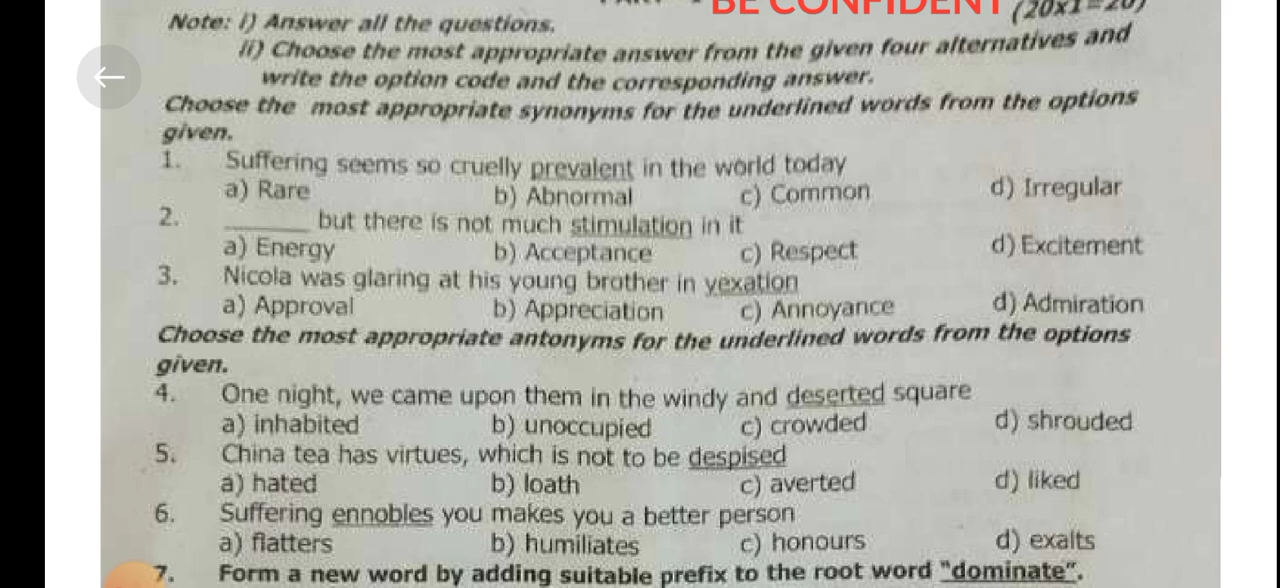 BE CONFIDENT (20x1=20)
Note: i) Answer all the questions.
ii) Choose the most appropriate answer from the given four alternatives and
write the option code and the corresponding answer.
Choose the most appropriate synonyms for the underlined words from the options
given.
1. Suffering seems so cruelly prevalent in the world today
a) Rare b) Abnormal c) Common d) Irregular
2. ______ but there is not much stimulation in it
a) Energy b) Acceptance c) Respect d) Excitement
3. Nicola was glaring at his young brother in vexation
a) Approval b) Appreciation c) Annoyance d) Admiration
Choose the most appropriate antonyms for the underlined words from the options
given.
4. One night, we came upon them in the windy and deserted square
a) inhabited b) unoccupied c) crowded d) shrouded
5. China tea has virtues, which is not to be despised
a) hated b) loath c) averted d) liked
6. Suffering ennobles you makes you a better person
a) flatters b) humiliates c) honours d) exalts
7. Form a new word by adding suitable prefix to the root word "dominate".